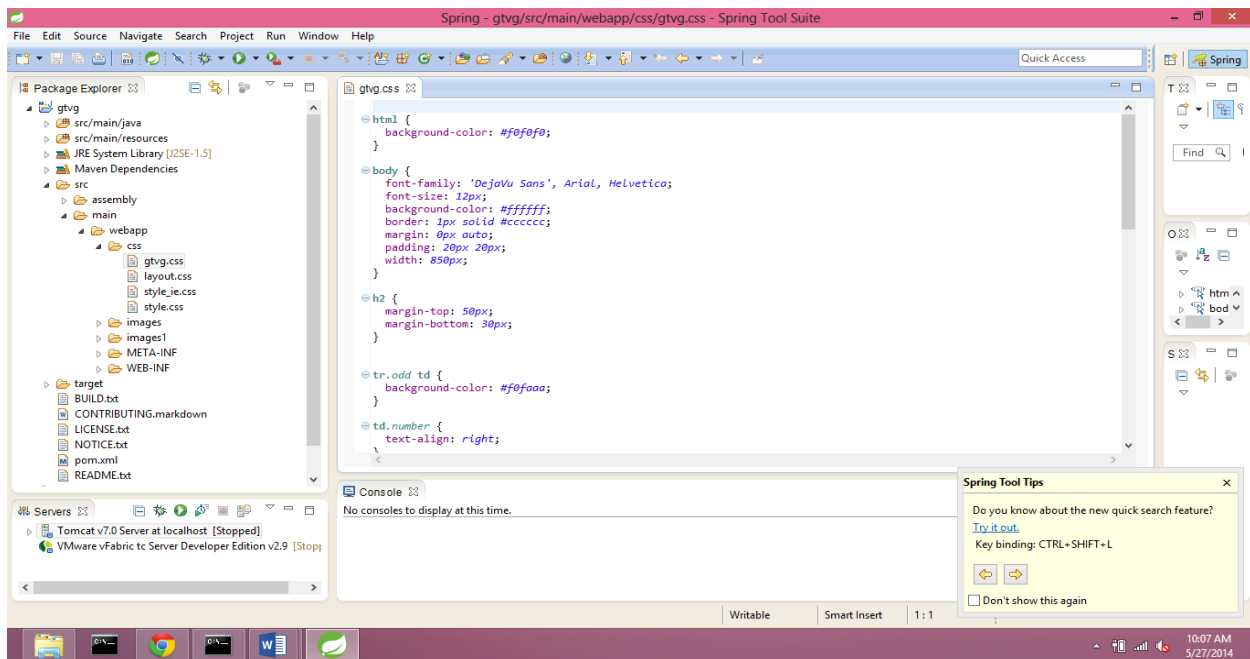 Spring - gtvg/src/main/webapp/css/gtvg.css - Spring Tool Suite
File Edit Source Navigate Search Project Run Window Help
Quick Access
Spring
Package Explorer
gtvg
src/main/java
src/main/resources
JRE System Library [J2SE-1.5]
Maven Dependencies
src
assembly
main
webapp
css
gtvg.css
layout.css
style_ie.css
style.css
images
images1
META-INF
WEB-INF
target
BUILD.txt
CONTRIBUTING.markdown
LICENSE.txt
NOTICE.txt
pom.xml
README.txt
gtvg.css
html {
background-color: #f0f0f0;
}
body {
font-family: 'DejaVu Sans', Arial, Helvetica;
font-size: 12px;
background-color: #ffffff;
border: 1px solid #cccccc;
margin: 0px auto;
padding: 20px 20px;
width: 850px;
}
h2 {
margin-top: 50px;
margin-bottom: 30px;
}
tr.odd td {
background-color: #f0faaa;
}
td.number {
text-align: right;
}
T
Find
O
htm
bod
S
Servers
Tomcat v7.0 Server at localhost [Stopped]
VMware vFabric tc Server Developer Edition v2.9 [Stopp
Console
No consoles to display at this time.
Spring Tool Tips
Do you know about the new quick search feature?
Try it out.
Key binding: CTRL+SHIFT+L
Don't show this again
Writable
Smart Insert
1 : 1
10:07 AM
5/27/2014